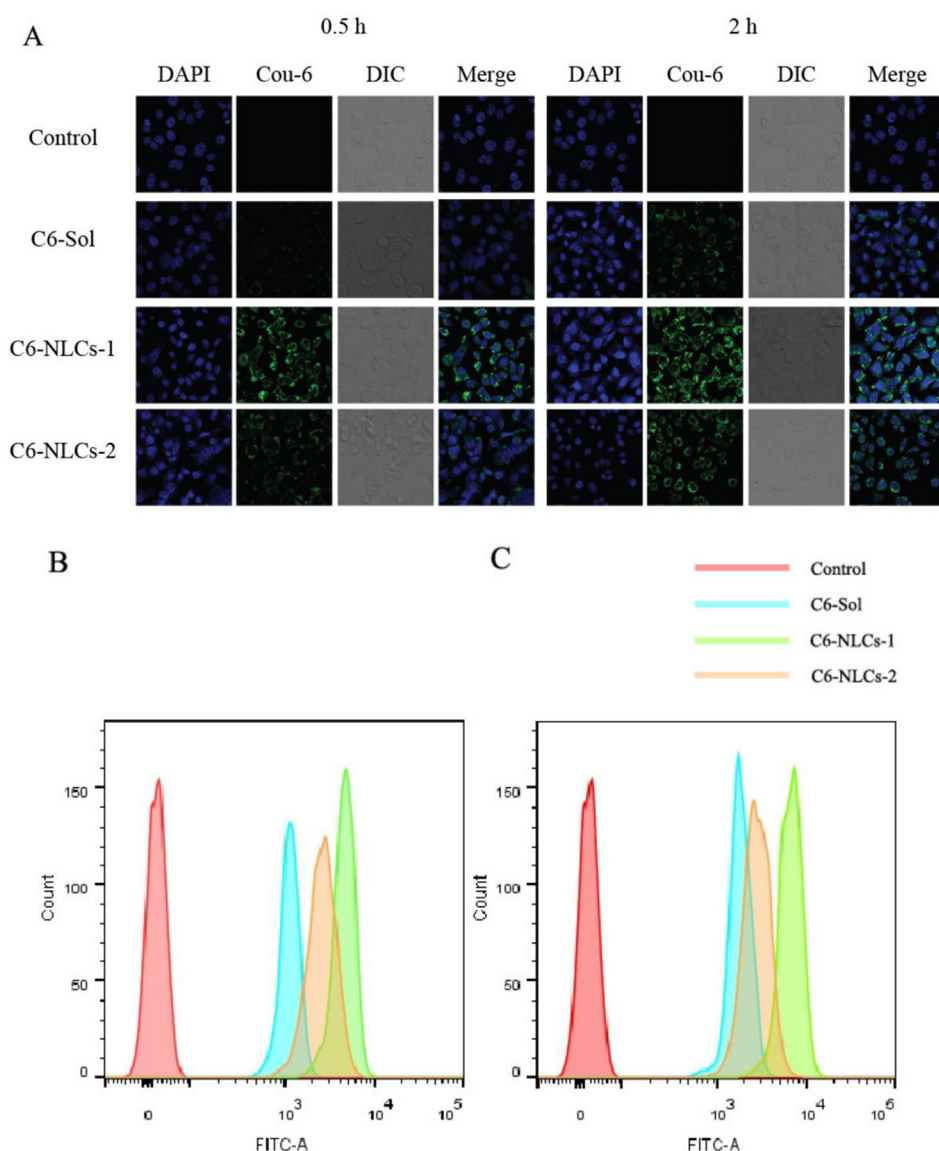 A
0.5 h
2 h
DAPI
Cou-6
DIC
Merge
DAPI
Cou-6
DIC
Merge
Control
C6-Sol
C6-NLCs-1
C6-NLCs-2
B
C
Control
C6-Sol
C6-NLCs-1
C6-NLCs-2
150
100
50
0
Count
0
10³
10⁴
10⁵
FITC-A
150
100
50
0
Count
0
10³
10⁴
10⁵
FITC-A